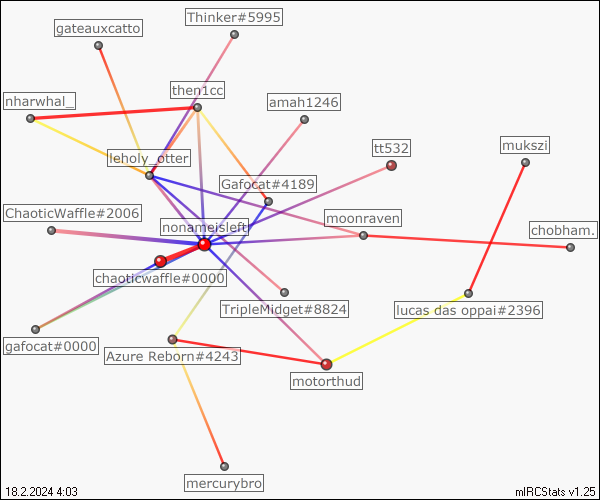 Thinker#5995
gateauxcatto
then1cc
nharwhal_
amah1246
tt532
mukszi
leholy_otter
Gafocat#4189
ChaoticWaffle#2006
moonraven
nonameisleft
chobham.
chaoticwaffle#0000
TripleMidget#8824
lucas das oppai#2396
gafocat#0000
Azure Reborn#4243
motorthud
mercurybro
18.2.2024 4:03
mIRCStats v1.25